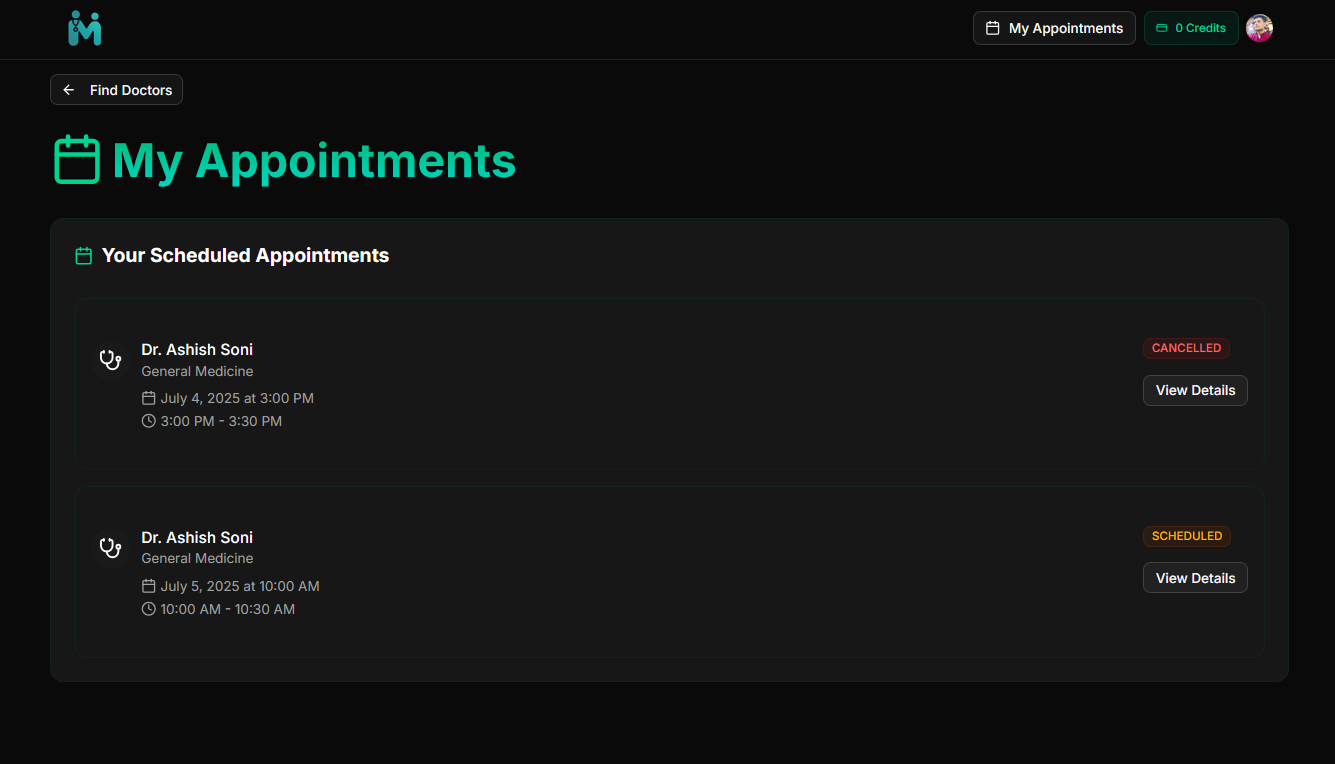 My Appointments
0 Credits
Find Doctors
My Appointments
Your Scheduled Appointments
Dr. Ashish Soni
General Medicine
July 4, 2025 at 3:00 PM
3:00 PM - 3:30 PM
CANCELLED
View Details
Dr. Ashish Soni
General Medicine
July 5, 2025 at 10:00 AM
10:00 AM - 10:30 AM
SCHEDULED
View Details